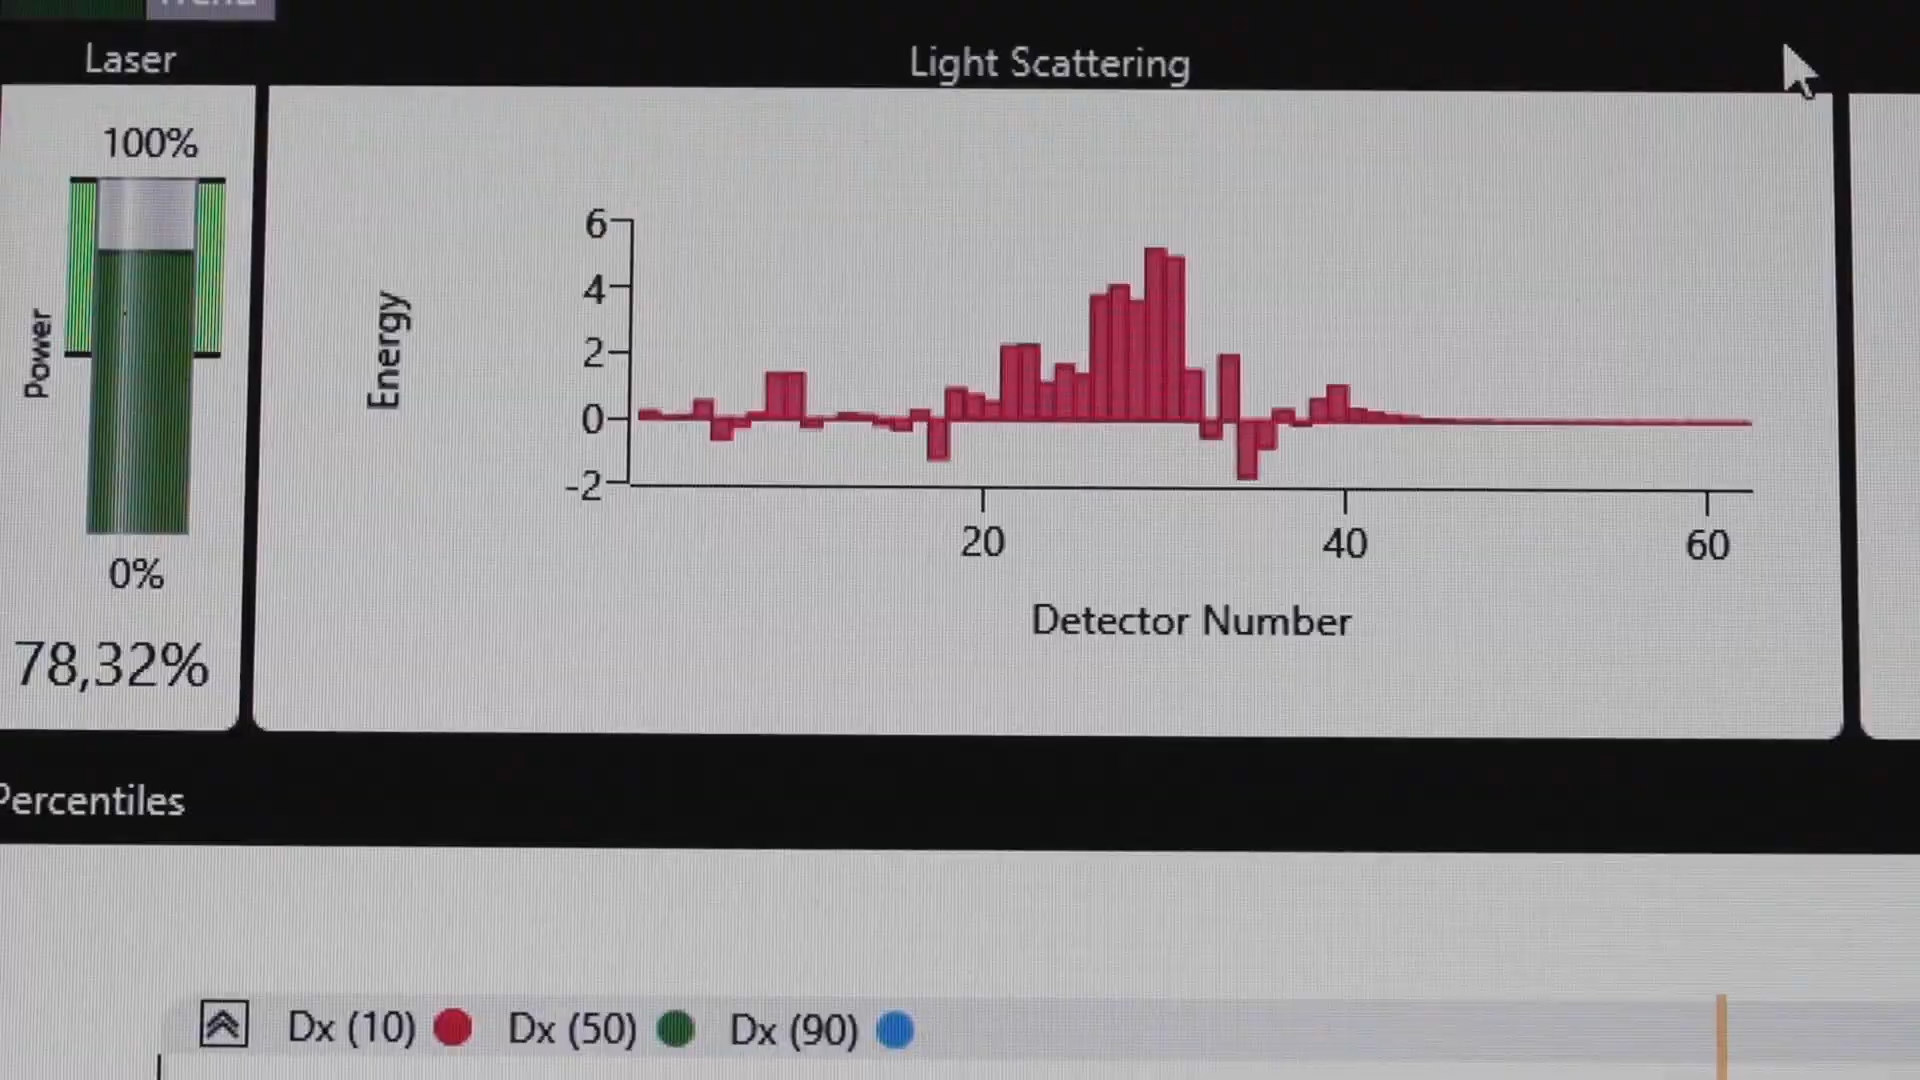 Trend
Laser
Light Scattering
100%
Power
0%
78,32%
Energy
6
4
2
0
-2
20
40
60
Detector Number
Percentiles
Dx (10)
Dx (50)
Dx (90)